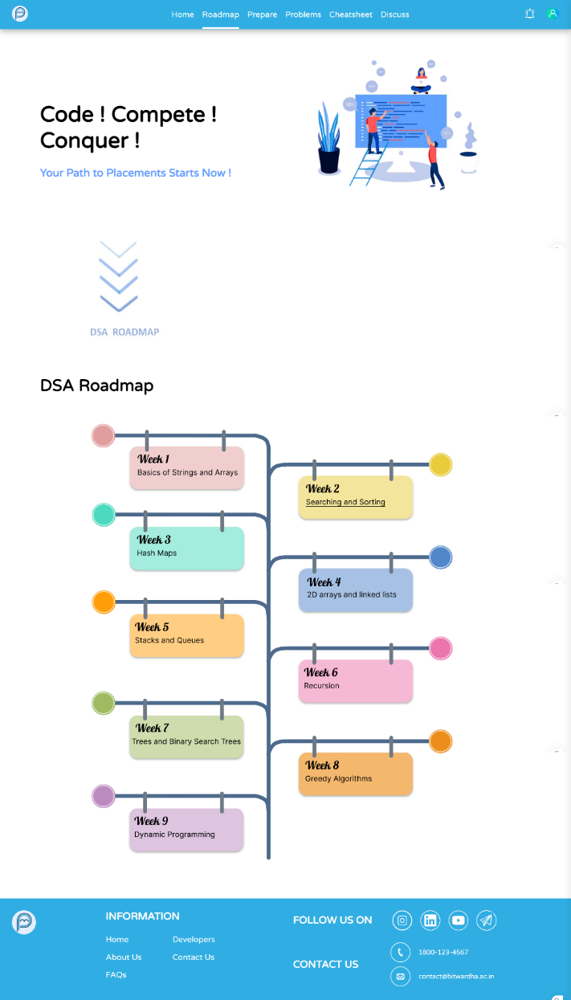 Home Roadmap Prepare Problems Cheatsheet Discuss
Code ! Compete !
Conquer !
Your Path to Placements Starts Now !
DSA ROADMAP
DSA Roadmap
Week 1
Basics of Strings and Arrays
Week 2
Searching and Sorting
Week 3
Hash Maps
Week 4
2D arrays and linked lists
Week 5
Stacks and Queues
Week 6
Recursion
Week 7
Trees and Binary Search Trees
Week 8
Greedy Algorithms
Week 9
Dynamic Programming
INFORMATION
Home Developers
About Us Contact Us
FAQs
FOLLOW US ON
CONTACT US
1800-123-4567
contact@bitwardha.ac.in